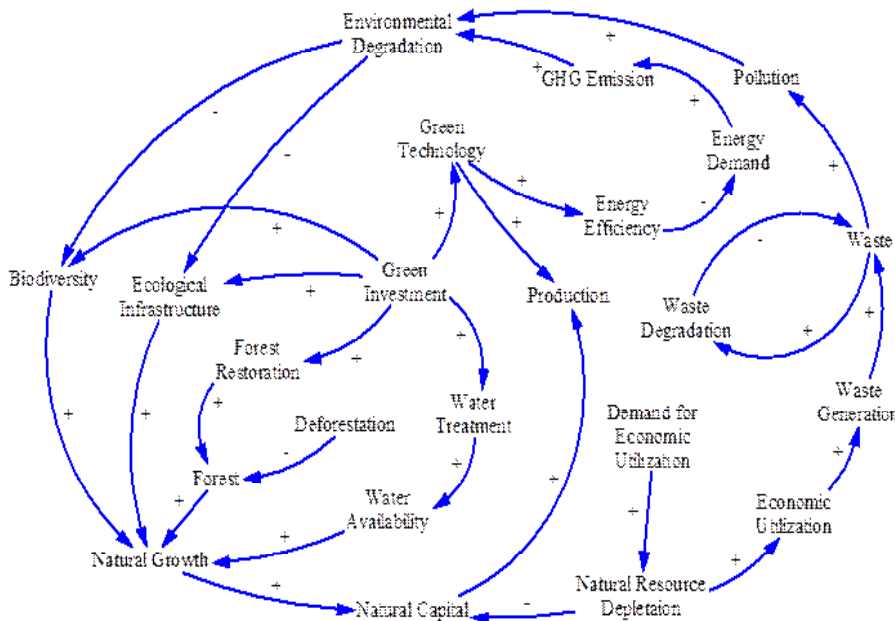 Environmental
Degradation
GHG Emission
Pollution
Green
Technology
Energy
Demand
Energy
Efficiency
Waste
Biodiversity
Ecological
Infrastructure
Green
Investment
Production
Waste
Degradation
Forest
Restoration
Water
Treatment
Deforestation
Demand for
Economic
Utilization
Waste
Generation
Forest
Water
Availability
Economic
Utilization
Natural Growth
Natural Capital
Natural Resource
Depletaion
+
+
+
+
-
-
+
+
+
-
+
+
+
-
+
+
+
+
+
+
+
+
-
+
+
+
+
+
+
+
-
+